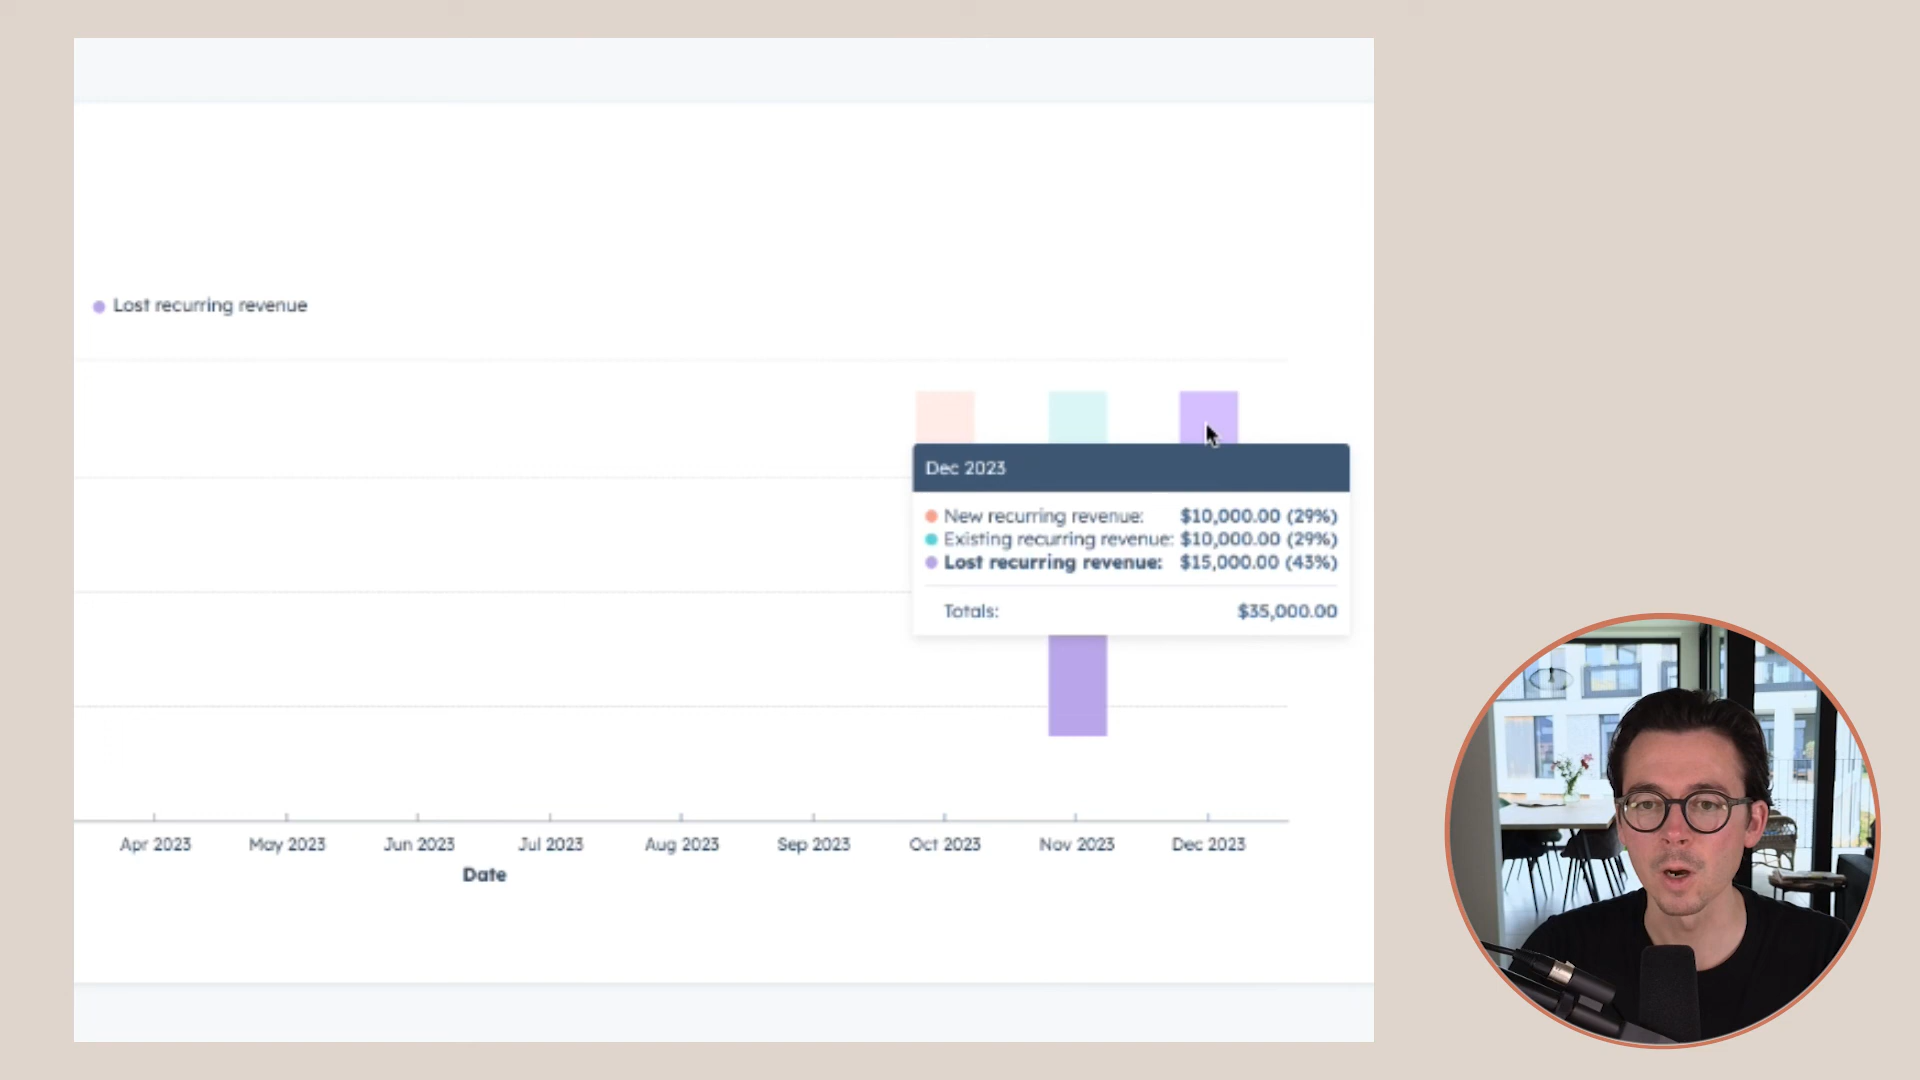 Lost recurring revenue
Dec 2023
New recurring revenue: $10,000.00 (29%)
Existing recurring revenue: $10,000.00 (29%)
Lost recurring revenue: $15,000.00 (43%)
Totals: $35,000.00
Apr 2023 May 2023 Jun 2023 Jul 2023 Aug 2023 Sep 2023 Oct 2023 Nov 2023 Dec 2023
Date